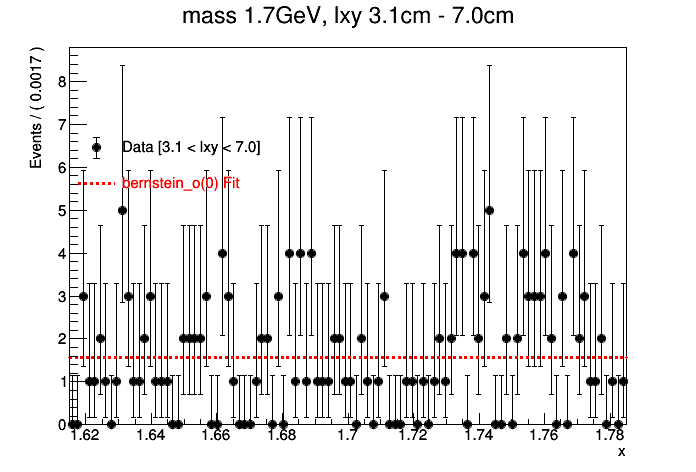 mass 1.7GeV, lxy 3.1cm - 7.0cm
Events / ( 0.0017 )
8
7
Data [3.1 < lxy < 7.0]
6
bernstein_o(0) Fit
5
4
3
2
1
0
1.62 1.64 1.66 1.68 1.7 1.72 1.74 1.76 1.78
x